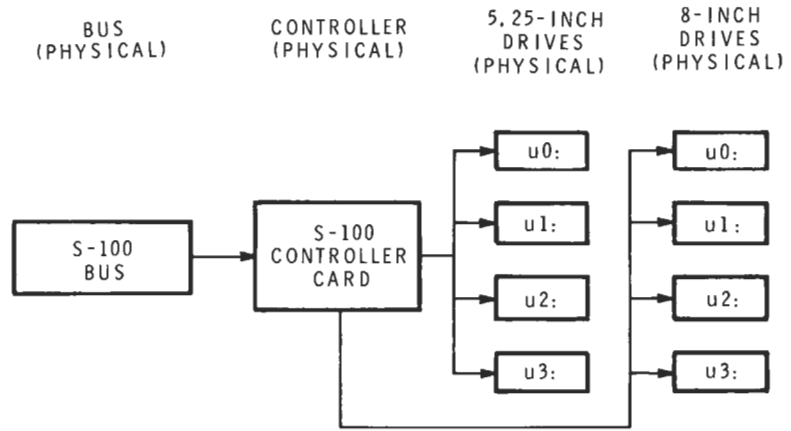 BUS
(PHYSICAL)
CONTROLLER
(PHYSICAL)
5.25-INCH
DRIVES
(PHYSICAL)
8-INCH
DRIVES
(PHYSICAL)
S-100
BUS
S-100
CONTROLLER
CARD
u0:
u1:
u2:
u3:
u0:
u1:
u2:
u3: